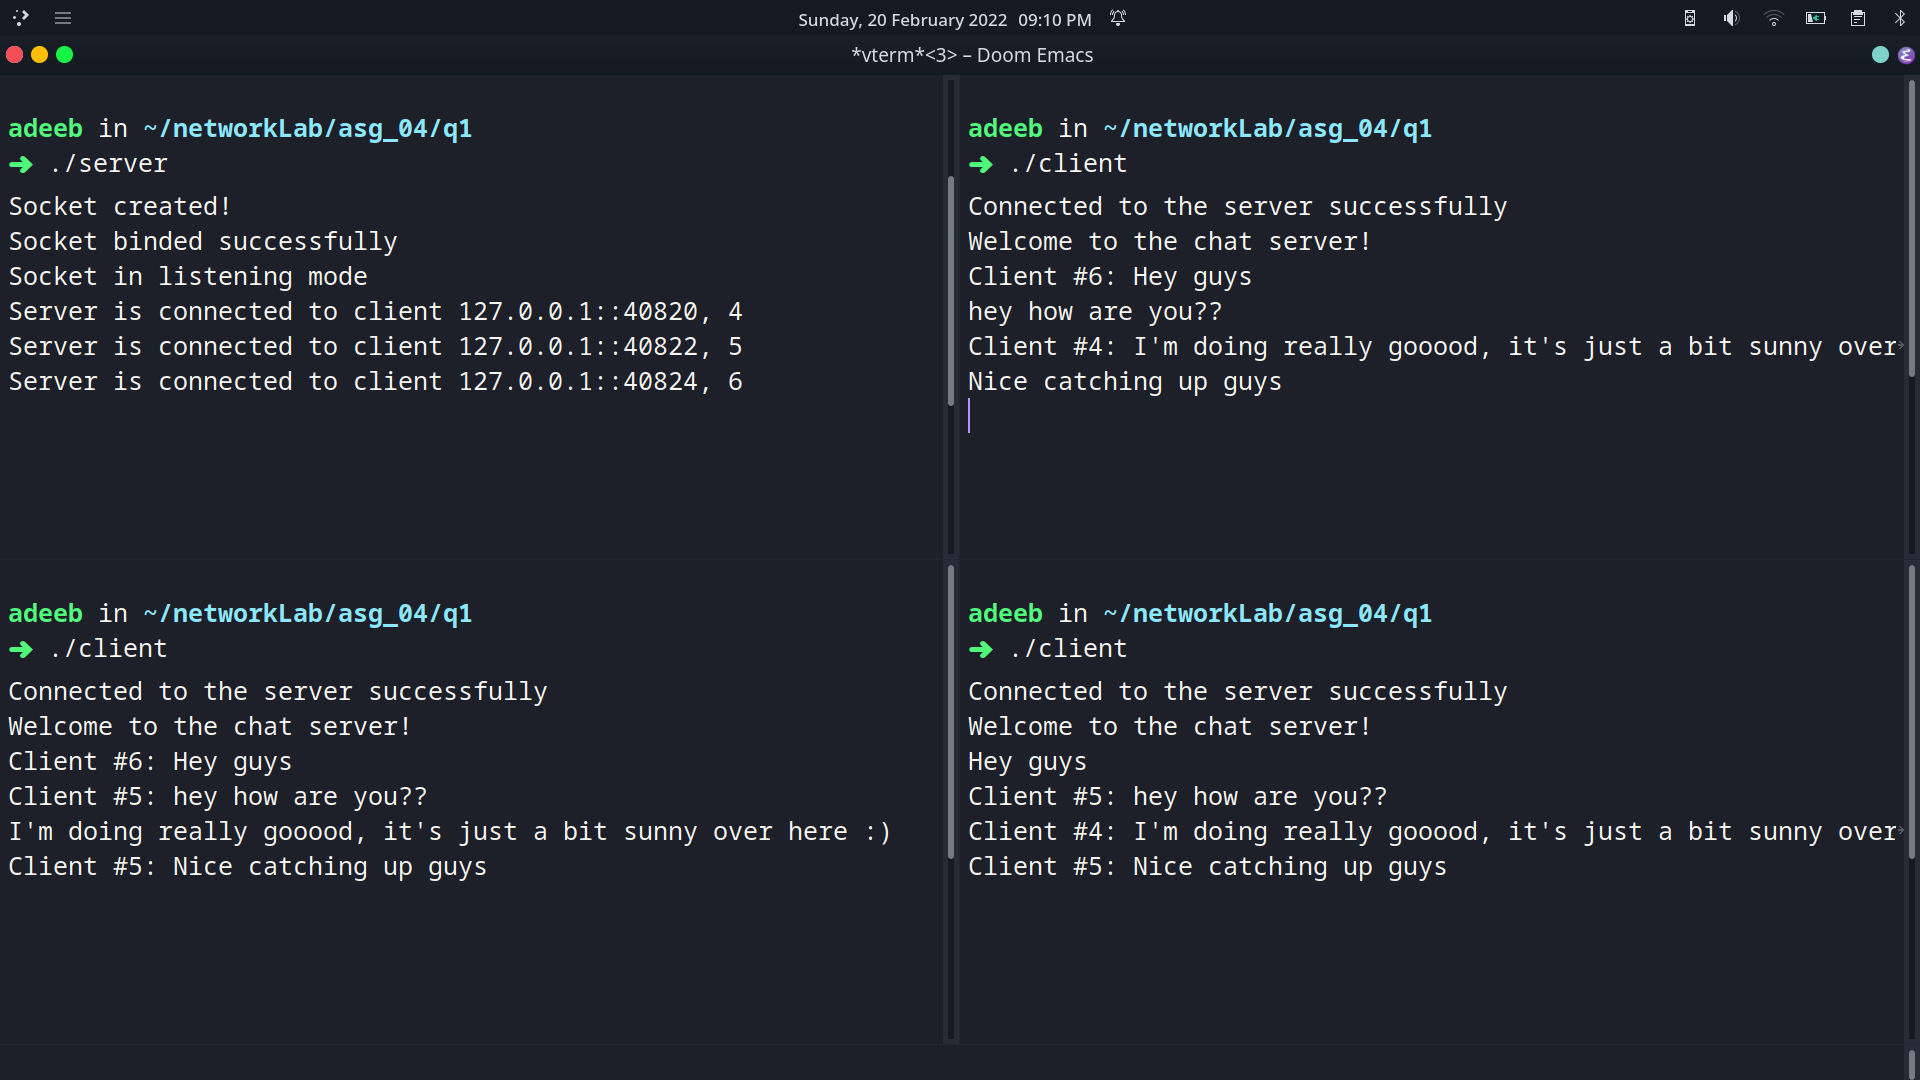 Sunday, 20 February 2022 09:10 PM
*vterm*<3> – Doom Emacs
adeeb in ~/networkLab/asg_04/q1
➜ ./server
Socket created!
Socket binded successfully
Socket in listening mode
Server is connected to client 127.0.0.1::40820, 4
Server is connected to client 127.0.0.1::40822, 5
Server is connected to client 127.0.0.1::40824, 6
adeeb in ~/networkLab/asg_04/q1
➜ ./client
Connected to the server successfully
Welcome to the chat server!
Client #6: Hey guys
hey how are you??
Client #4: I'm doing really gooood, it's just a bit sunny over
Nice catching up guys
adeeb in ~/networkLab/asg_04/q1
➜ ./client
Connected to the server successfully
Welcome to the chat server!
Client #6: Hey guys
Client #5: hey how are you??
I'm doing really gooood, it's just a bit sunny over here :)
Client #5: Nice catching up guys
adeeb in ~/networkLab/asg_04/q1
➜ ./client
Connected to the server successfully
Welcome to the chat server!
Hey guys
Client #5: hey how are you??
Client #4: I'm doing really gooood, it's just a bit sunny over
Client #5: Nice catching up guys